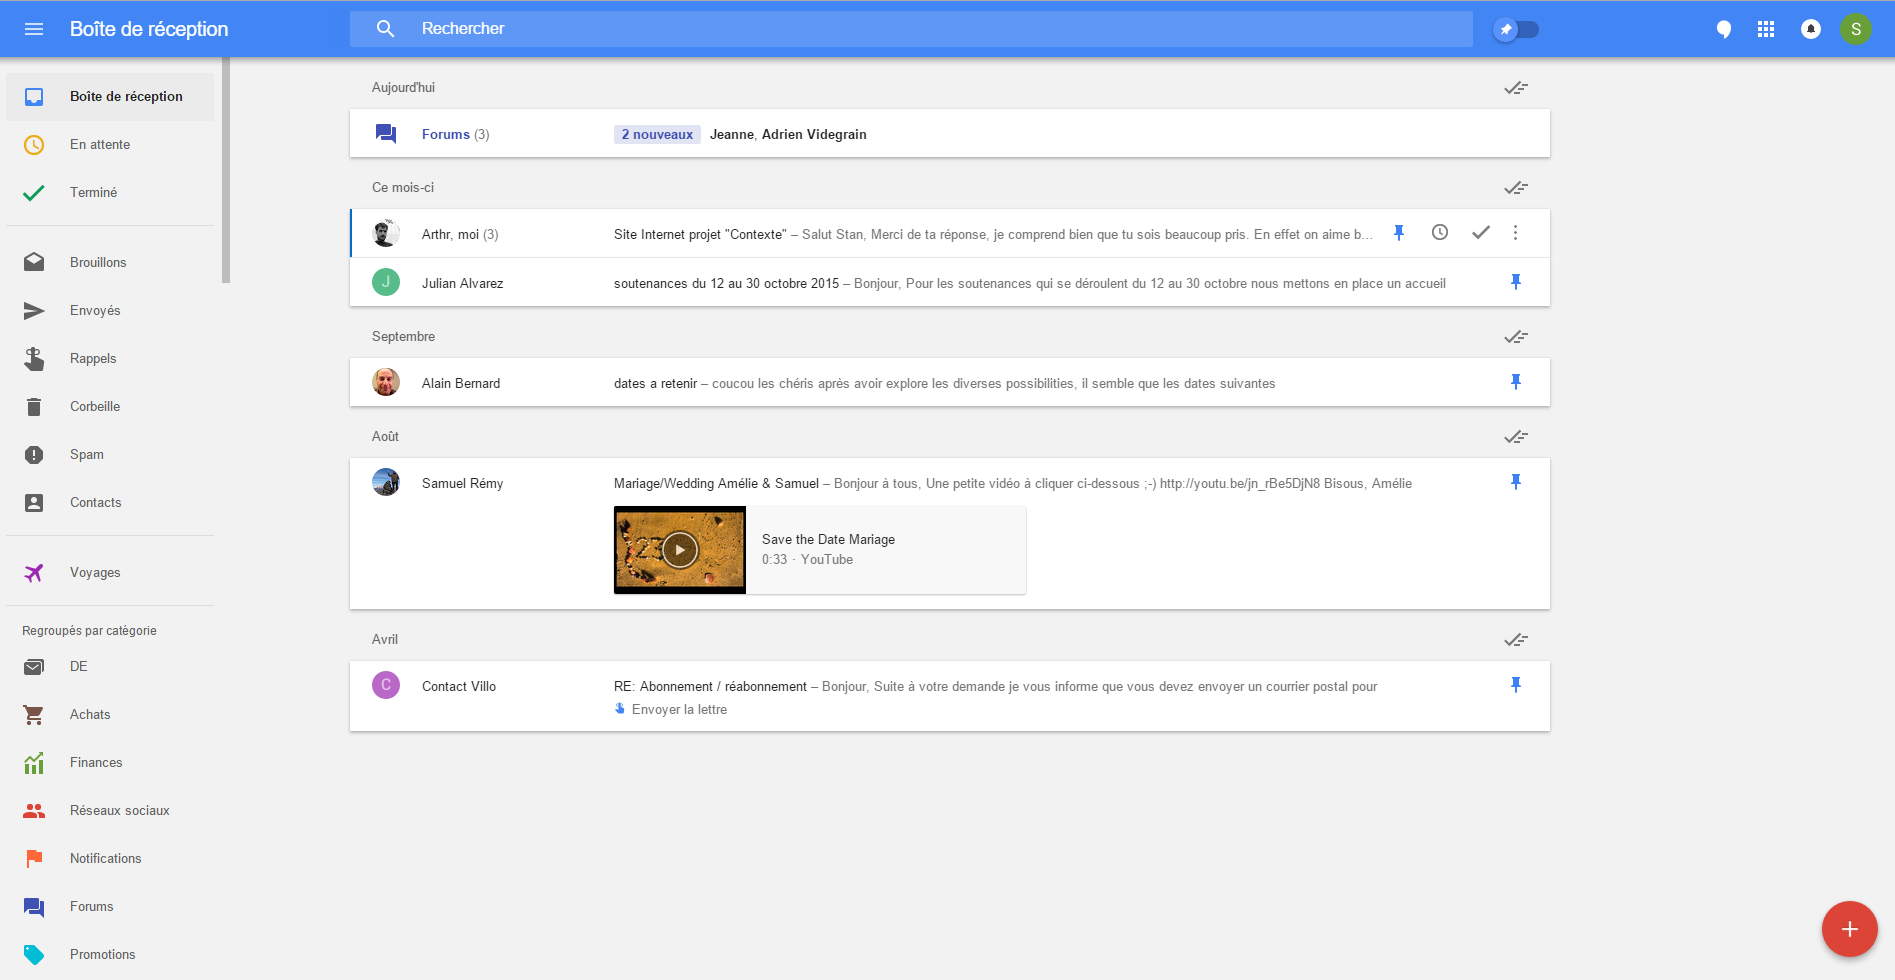 Boîte de réception
Rechercher
S
Boîte de réception
En attente
Terminé
Brouillons
Envoyés
Rappels
Corbeille
Spam
Contacts
Voyages
Regroupés par catégorie
DE
Achats
Finances
Réseaux sociaux
Notifications
Forums
Promotions
Aujourd'hui
Forums (3) 2 nouveaux Jeanne, Adrien Videgrain
Ce mois-ci
Arthr, moi (3) Site Internet projet "Contexte" – Salut Stan, Merci de ta réponse, je comprend bien que tu sois beaucoup pris. En effet on aime b...
J Julian Alvarez soutenances du 12 au 30 octobre 2015 – Bonjour, Pour les soutenances qui se déroulent du 12 au 30 octobre nous mettons en place un accueil
Septembre
Alain Bernard dates a retenir – coucou les chéris après avoir explore les diverses possibilities, il semble que les dates suivantes
Août
Samuel Rémy Mariage/Wedding Amélie & Samuel – Bonjour à tous, Une petite vidéo à cliquer ci-dessous ;-) http://youtu.be/jn_rBe5DjN8 Bisous, Amélie
23
Save the Date Mariage
0:33 · YouTube
Avril
C Contact Villo RE: Abonnement / réabonnement – Bonjour, Suite à votre demande je vous informe que vous devez envoyer un courrier postal pour
Envoyer la lettre